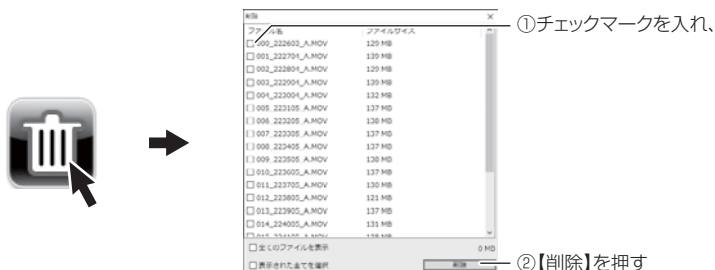 削除
①チェックマークを入れ、
ファイル名 ファイルサイズ
000_222603_A.MOV 129 MB
001_222704_A.MOV 129 MB
002_222804_A.MOV 129 MB
003_222904_A.MOV 129 MB
004_223004_A.MOV 132 MB
005_223105_A.MOV 137 MB
006_223205_A.MOV 138 MB
007_223305_A.MOV 137 MB
008_223405_A.MOV 137 MB
009_223505_A.MOV 138 MB
010_223605_A.MOV 137 MB
011_223705_A.MOV 130 MB
012_223805_A.MOV 121 MB
013_223905_A.MOV 137 MB
014_224005_A.MOV 131 MB
全てのファイルを表示 0 MB
表示された全てを選択 削除
②【削除】を押す